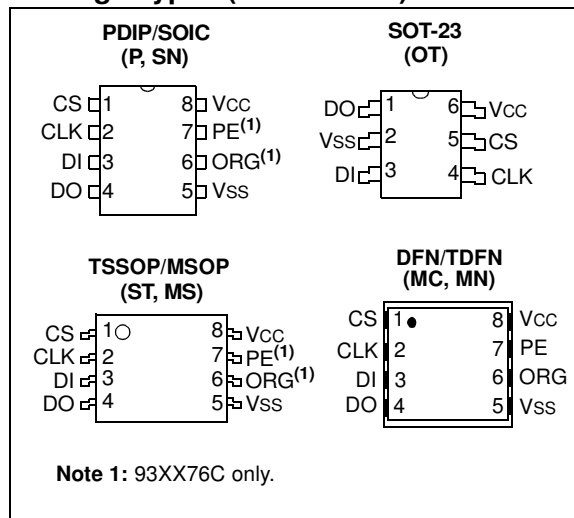 PDIP/SOIC
(P, SN)
CS 1 8 VCC
CLK 2 7 PE(1)
DI 3 6 ORG(1)
DO 4 5 VSS
SOT-23
(OT)
DO 1 6 VCC
VSS 2 5 CS
DI 3 4 CLK
TSSOP/MSOP
(ST, MS)
CS 1 8 VCC
CLK 2 7 PE(1)
DI 3 6 ORG(1)
DO 4 5 VSS
DFN/TDFN
(MC, MN)
CS 1 8 VCC
CLK 2 7 PE
DI 3 6 ORG
DO 4 5 VSS
Note 1: 93XX76C only.